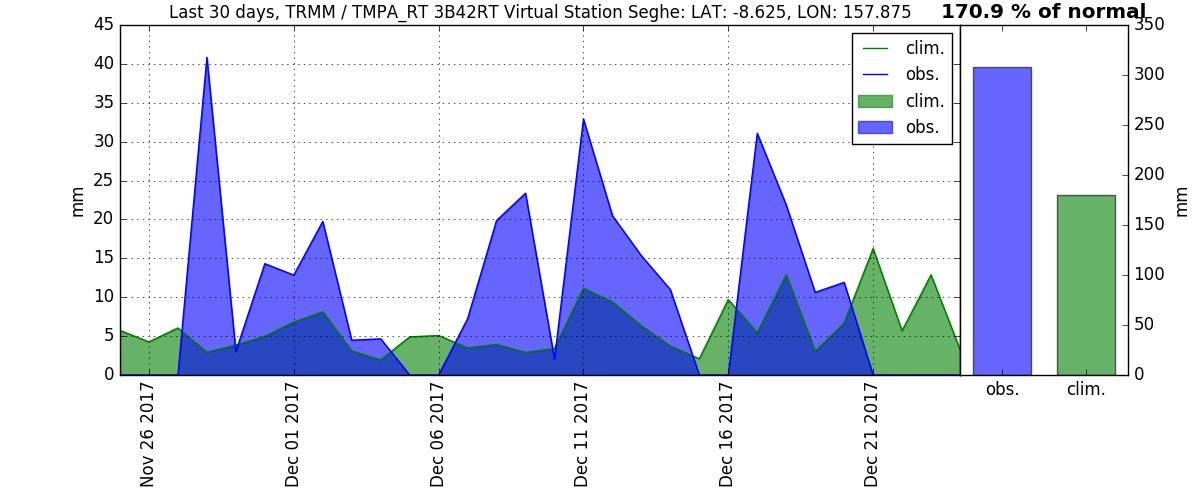 Last 30 days, TRMM / TMPA_RT 3B42RT Virtual Station Seghe: LAT: -8.625, LON: 157.875
170.9 % of normal
45
40
35
30
25
20
15
10
5
0
mm
clim.
obs.
clim.
obs.
Nov 26 2017
Dec 01 2017
Dec 06 2017
Dec 11 2017
Dec 16 2017
Dec 21 2017
350
300
250
200
150
100
50
0
mm
obs.
clim.